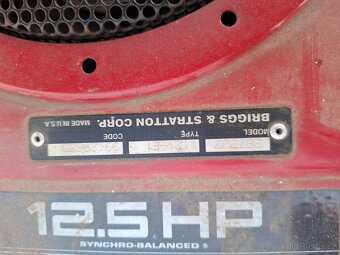 BRIGGS & STRATTON CORP. MADE IN U.S.A.
MODEL TYPE CODE
12.5 HP
SYNCHRO-BALANCED ®